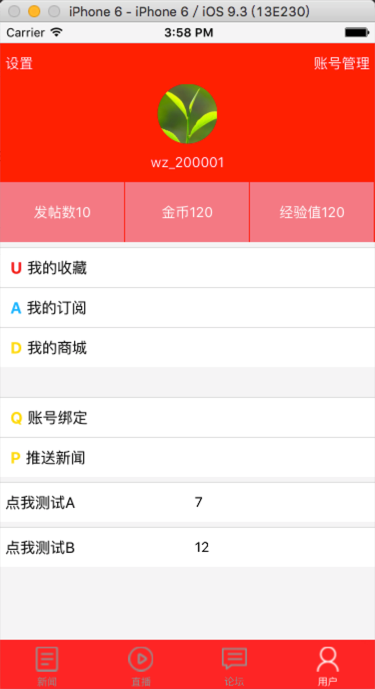 iPhone 6 - iPhone 6 / iOS 9.3 (13E230)
Carrier 3:58 PM
设置 账号管理
wz_200001
发帖数10 金币120 经验值120
U 我的收藏
A 我的订阅
D 我的商城
Q 账号绑定
P 推送新闻
点我测试A 7
点我测试B 12
新闻 直播 论坛 用户